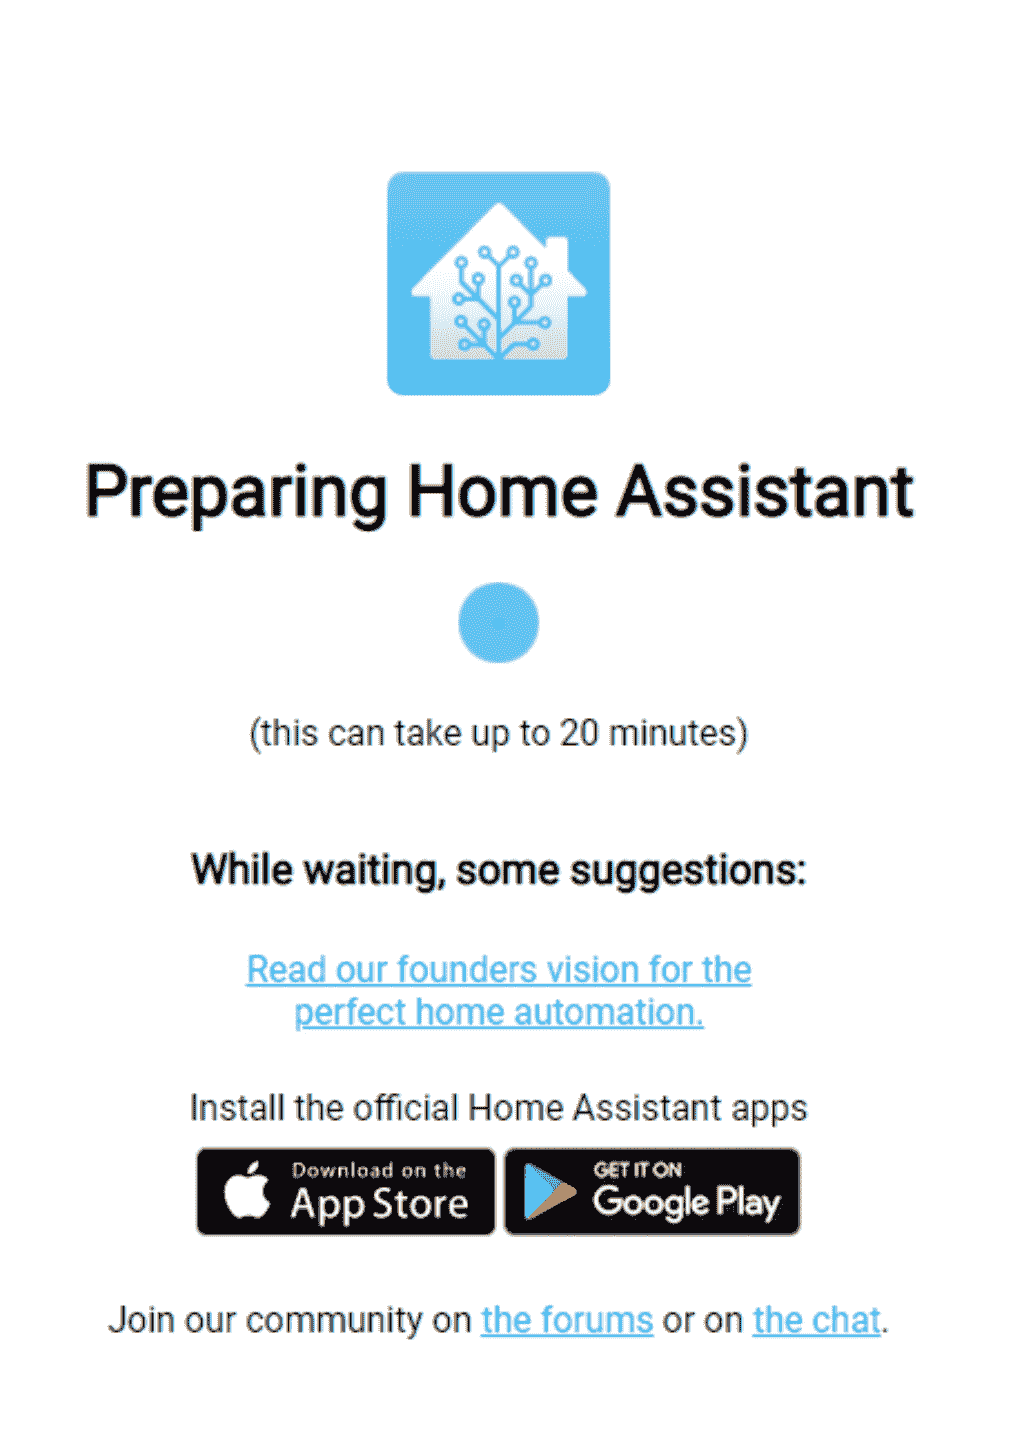 Preparing Home Assistant
(this can take up to 20 minutes)
While waiting, some suggestions:
Read our founders vision for the
perfect home automation.
Install the official Home Assistant apps
Download on the
App Store
GET IT ON
Google Play
Join our community on the forums or on the chat.